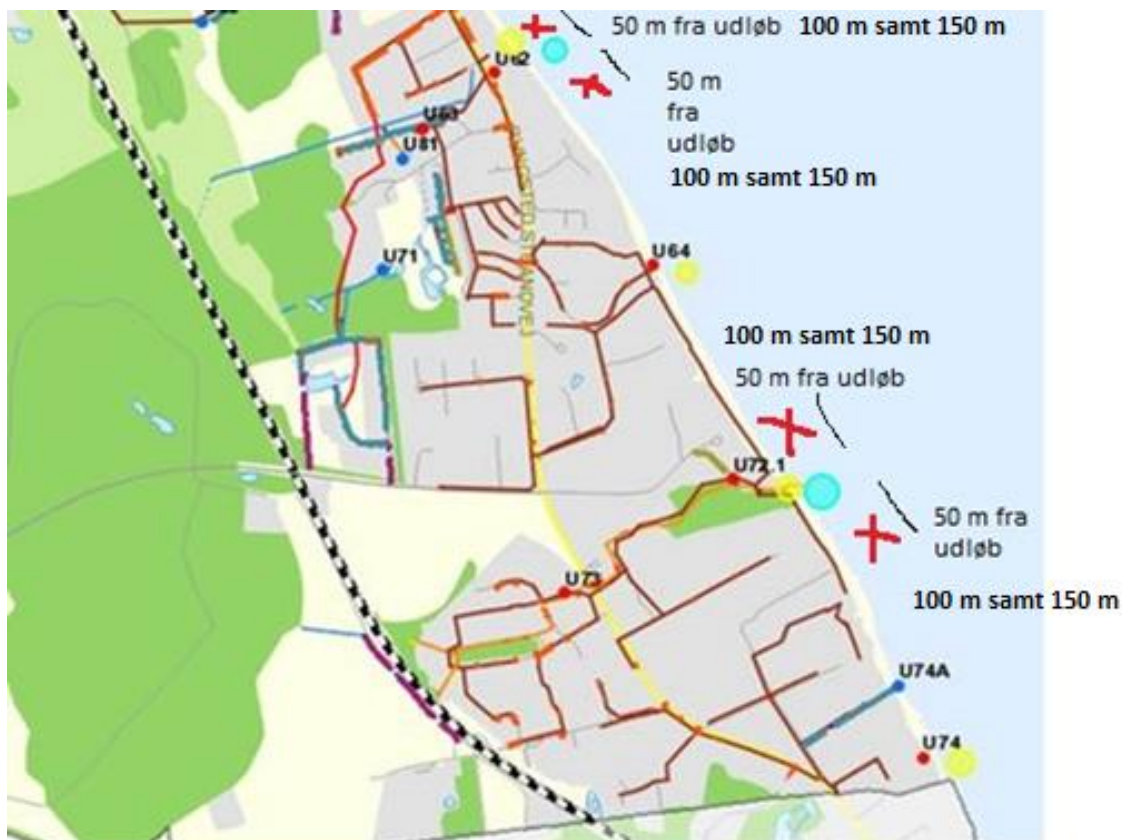 50 m fra udløb 100 m samt 150 m
U62
50 m
fra
udløb
100 m samt 150 m
U63
U81
U71
U64
100 m samt 150 m
50 m fra udløb
U72.1
50 m fra
udløb
U73
100 m samt 150 m
U74A
U74